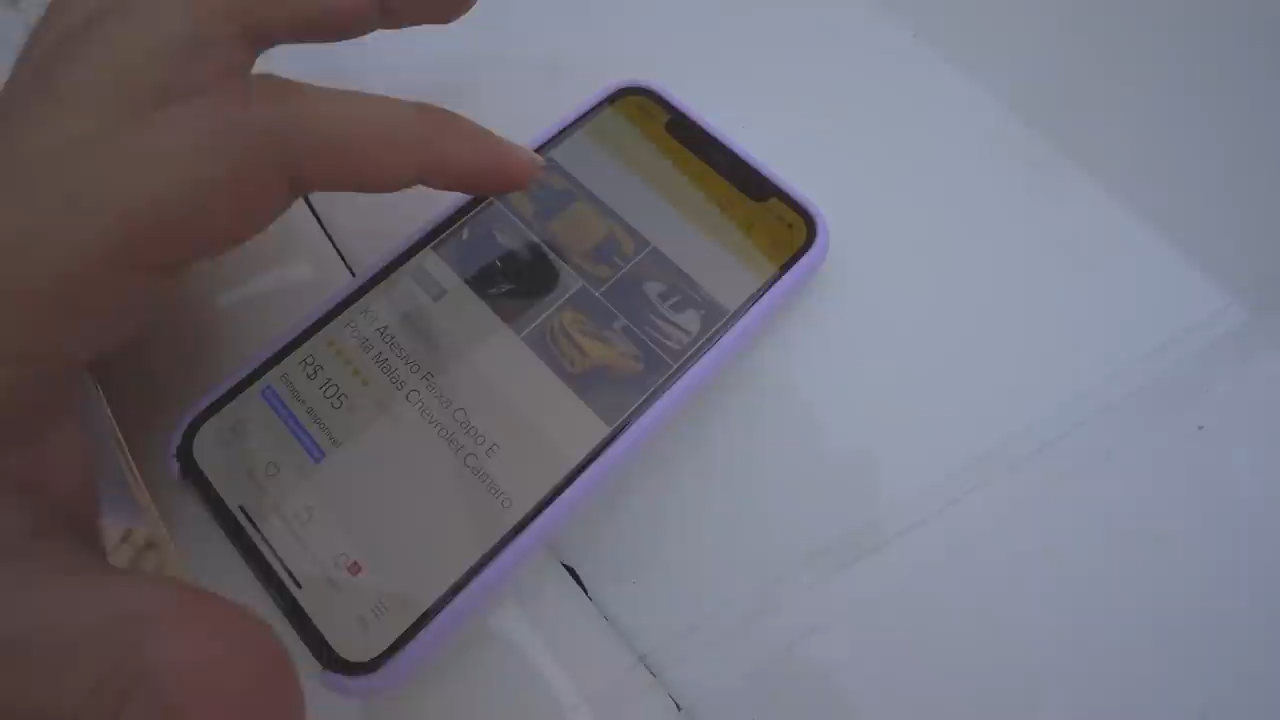 Kit Adesivo Faixa Capo E
Porta Malas Chevrolet Camaro
R$ 105
Estoque disponível